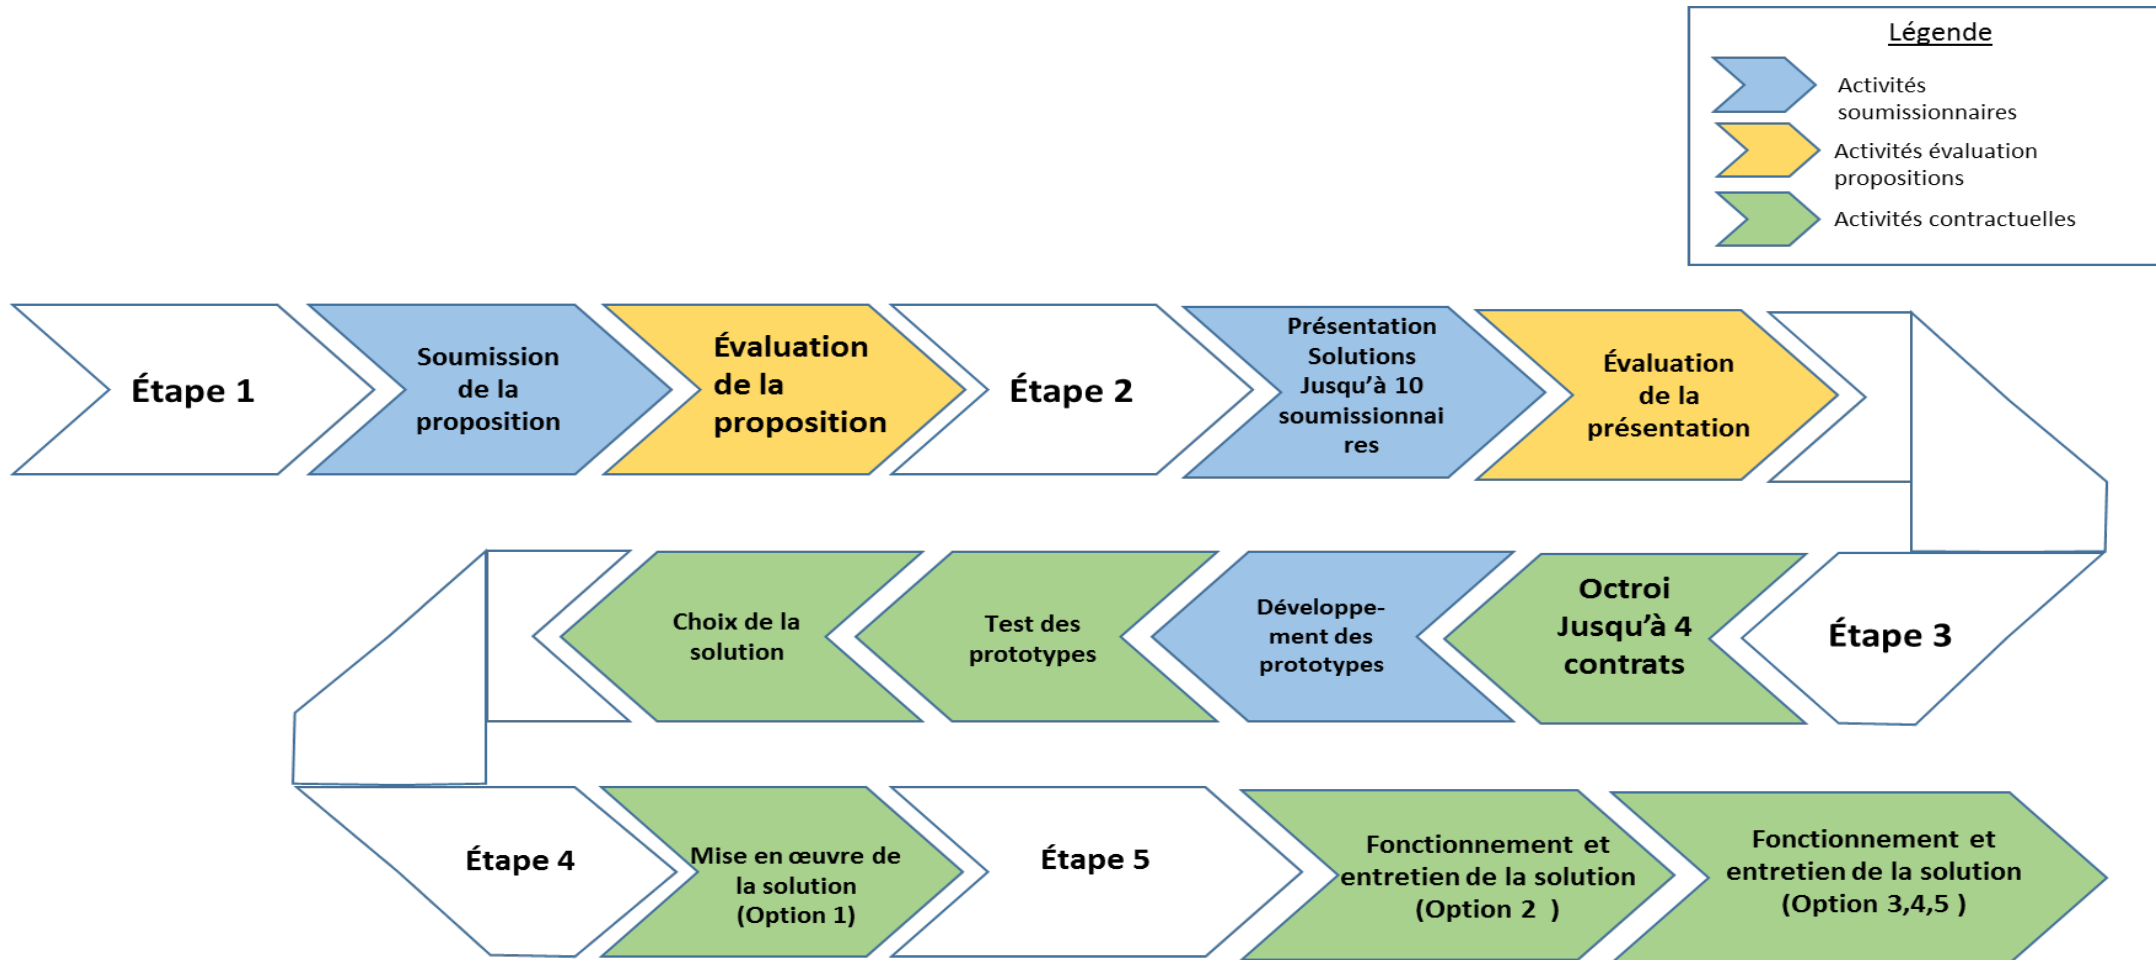 Légende
Activités
soumissionnaires
Activités évaluation
propositions
Activités contractuelles
Étape 1
Soumission
de la
proposition
Évaluation
de la
proposition
Étape 2
Présentation
Solutions
Jusqu’à 10
soumissionnai
res
Évaluation
de la
présentation
Étape 3
Octroi
Jusqu’à 4
contrats
Développe-
ment des
prototypes
Test des
prototypes
Choix de la
solution
Étape 4
Mise en œuvre de
la solution
(Option 1)
Étape 5
Fonctionnement et
entretien de la solution
(Option 2 )
Fonctionnement et
entretien de la solution
(Option 3,4,5 )